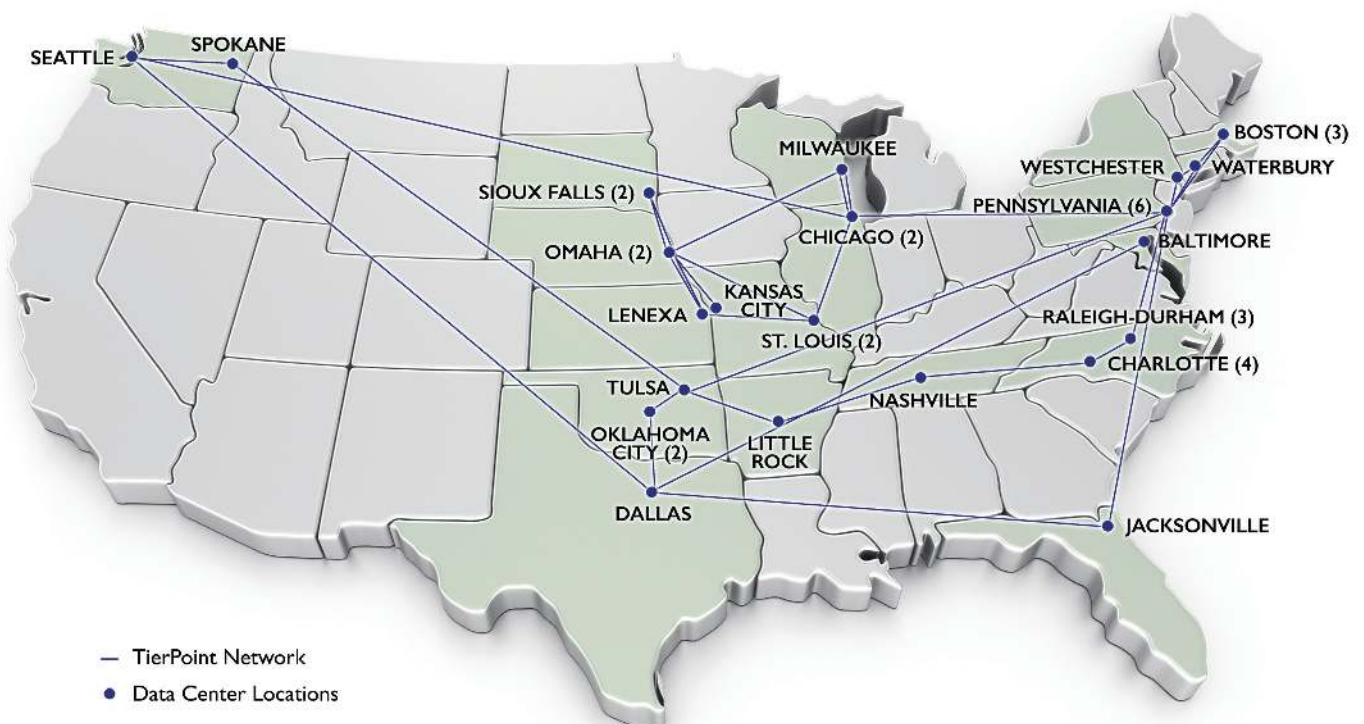 SEATTLE
SPOKANE
BOSTON (3)
MILWAUKEE
WESTCHESTER
WATERBURY
SIOUX FALLS (2)
PENNSYLVANIA (6)
CHICAGO (2)
BALTIMORE
OMAHA (2)
KANSAS
CITY
LENEXA
RALEIGH-DURHAM (3)
ST. LOUIS (2)
CHARLOTTE (4)
TULSA
NASHVILLE
OKLAHOMA
CITY (2)
LITTLE
ROCK
DALLAS
JACKSONVILLE
TierPoint Network
Data Center Locations